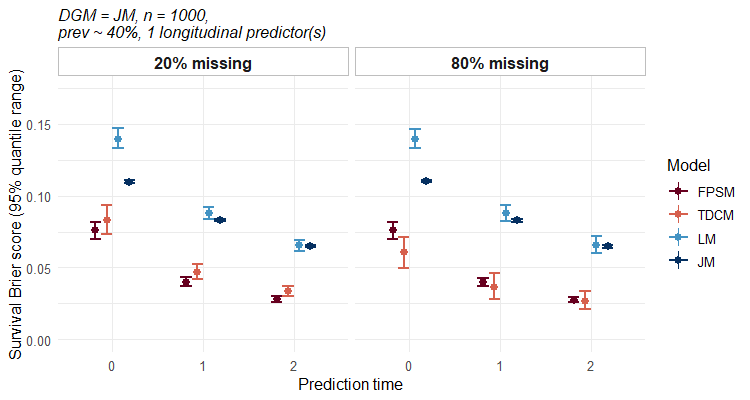 DGM = JM, n = 1000,
prev ~ 40%, 1 longitudinal predictor(s)
20% missing
80% missing
Survival Brier score (95% quantile range)
0.15
0.10
0.05
0.00
0
1
2
0
1
2
Prediction time
Model
FPSM
TDCM
LM
JM